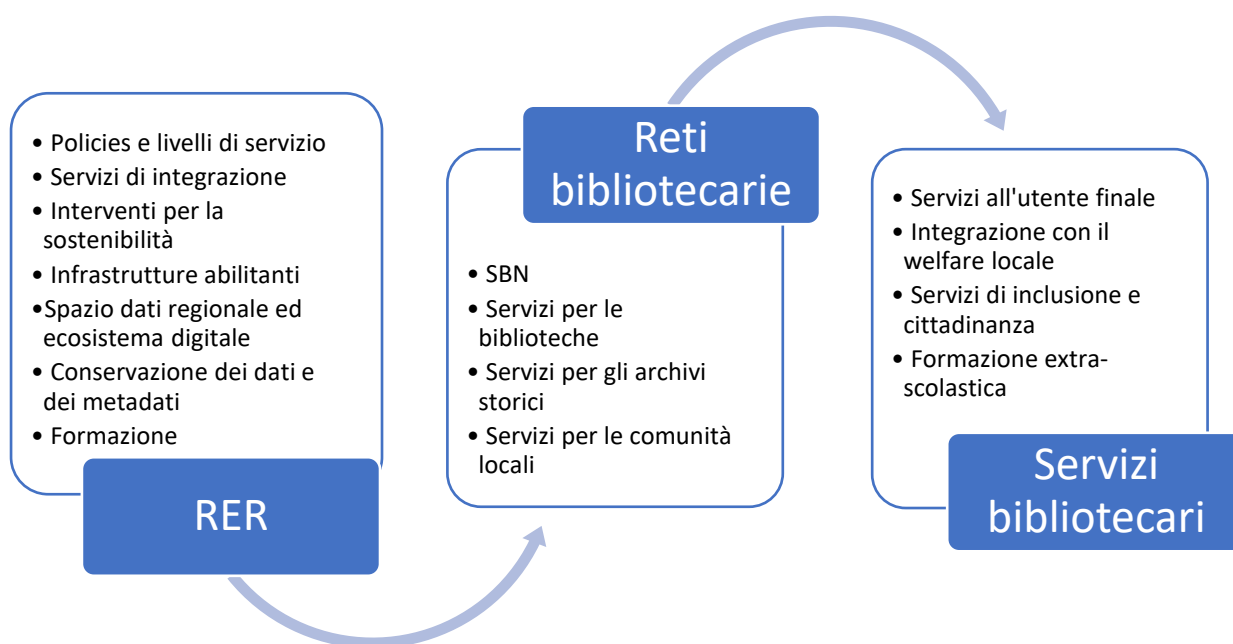 • Policies e livelli di servizio
• Servizi di integrazione
• Interventi per la
sostenibilità
• Infrastrutture abilitanti
•Spazio dati regionale ed
ecosistema digitale
• Conservazione dei dati e
dei metadati
• Formazione
RER
Reti
bibliotecarie
• SBN
• Servizi per le
biblioteche
• Servizi per gli archivi
storici
• Servizi per le comunità
locali
• Servizi all'utente finale
• Integrazione con il
welfare locale
• Servizi di inclusione e
cittadinanza
• Formazione extra-
scolastica
Servizi
bibliotecari